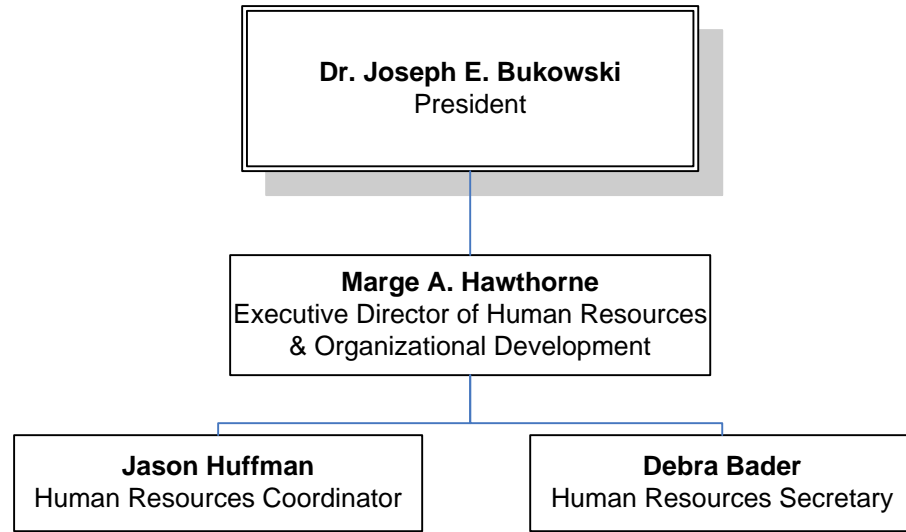 Dr. Joseph E. Bukowski
President
Marge A. Hawthorne
Executive Director of Human Resources
& Organizational Development
Jason Huffman
Human Resources Coordinator
Debra Bader
Human Resources Secretary